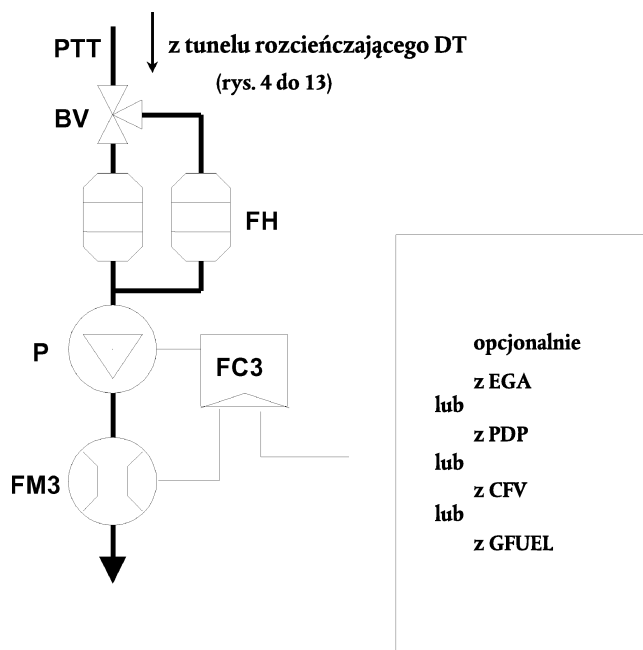 PTT
z tunelu rozcieńczającego DT
(rys. 4 do 13)
BV
FH
P
FC3
FM3
opcjonalnie
z EGA
lub
z PDP
lub
z CFV
lub
z GFUEL